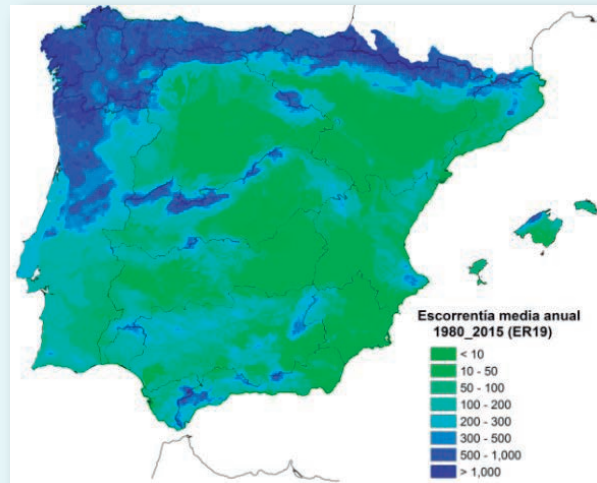 Escorrentía media anual
1980_2015 (ER19)
< 10
10 - 50
50 - 100
100 - 200
200 - 300
300 - 500
500 - 1,000
> 1,000